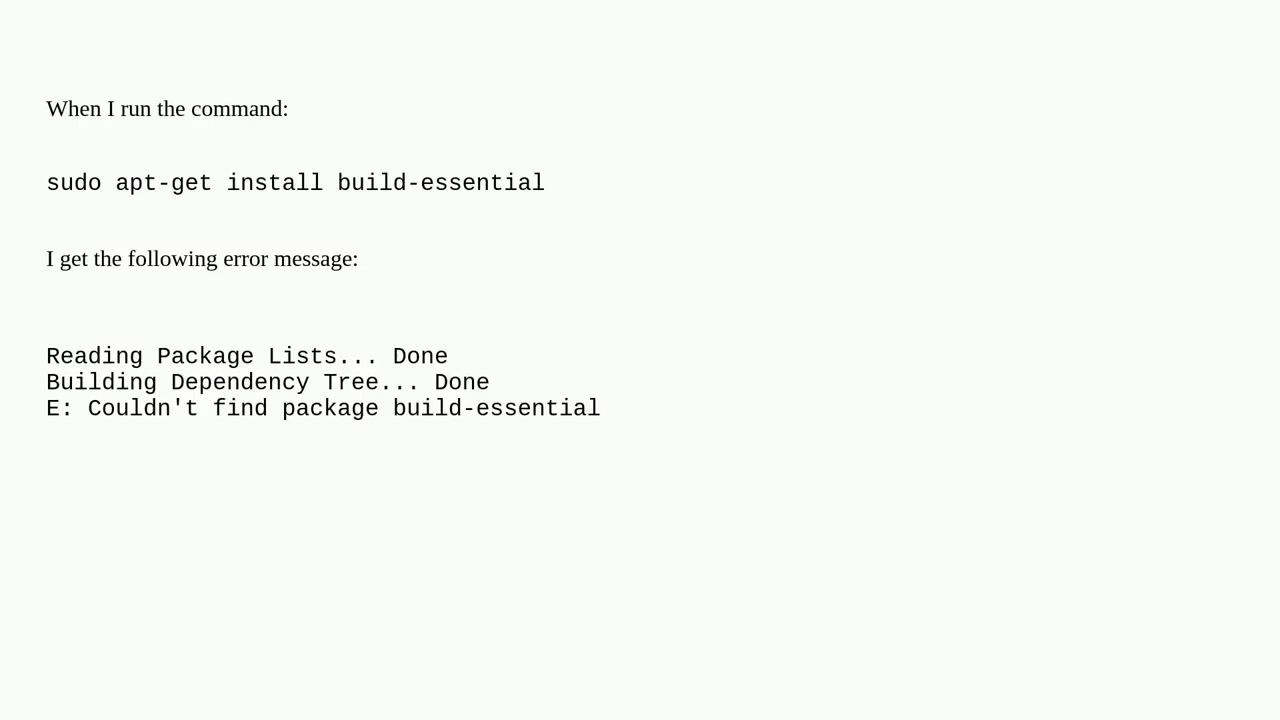 When I run the command:
sudo apt-get install build-essential
I get the following error message:
Reading Package Lists... Done
Building Dependency Tree... Done
E: Couldn't find package build-essential